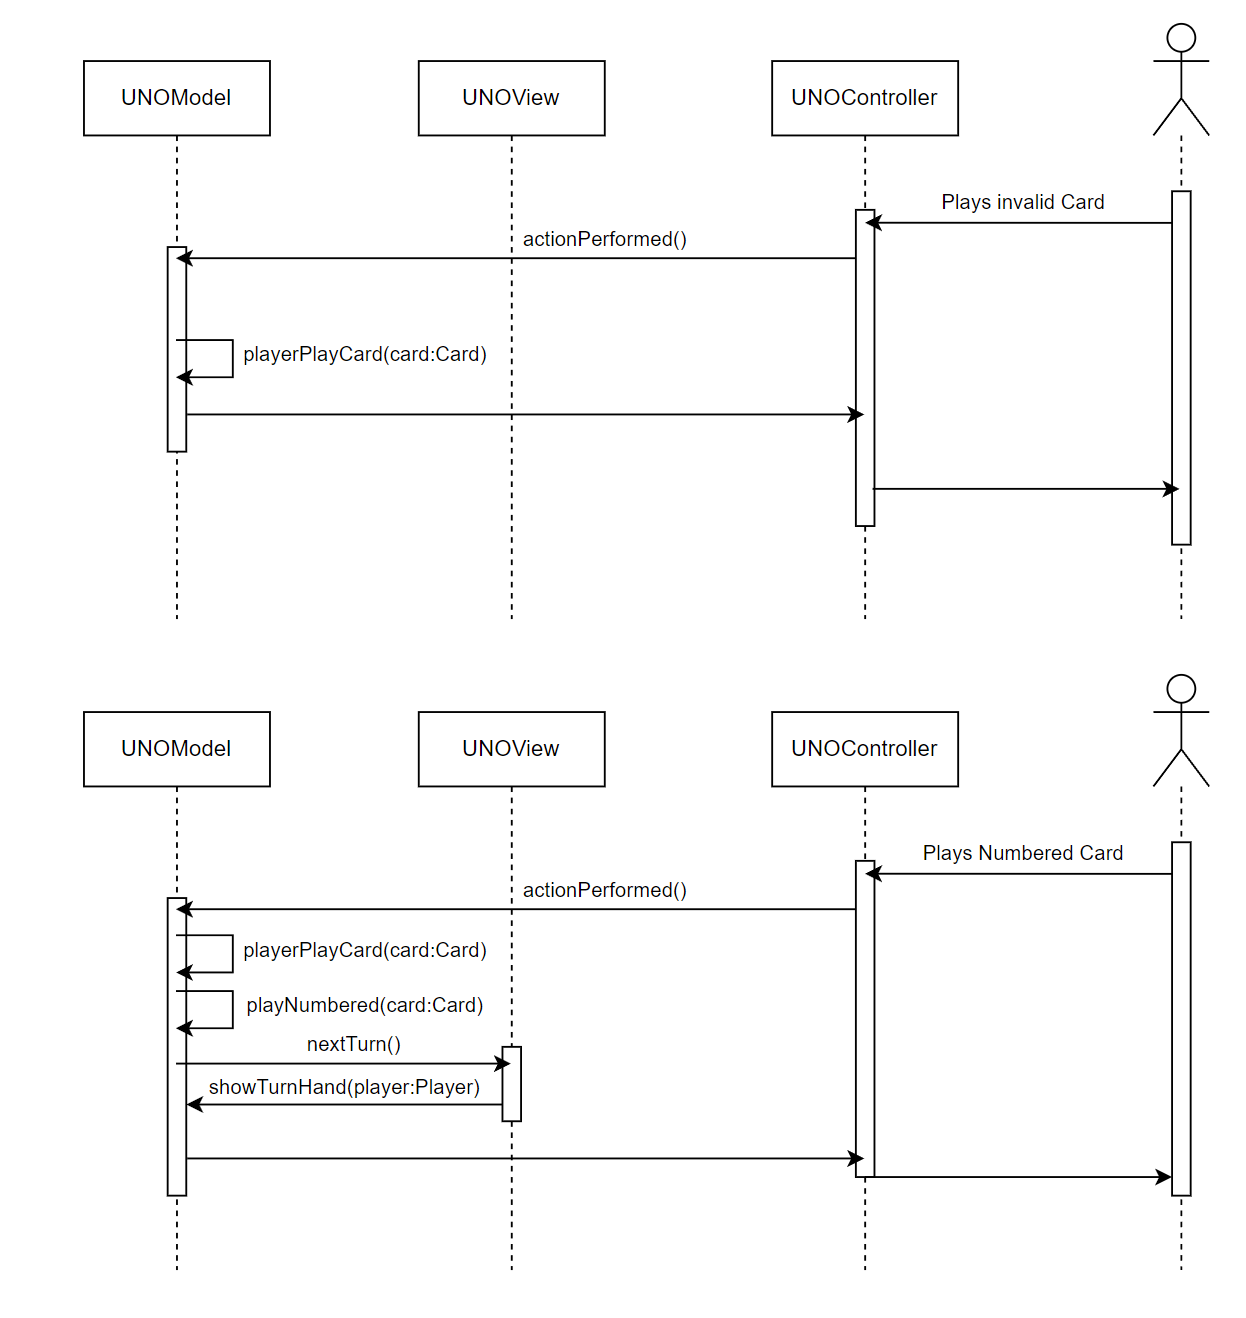 UNOModel
UNOView
UNOController
Plays invalid Card
actionPerformed()
playerPlayCard(card:Card)
UNOModel
UNOView
UNOController
Plays Numbered Card
actionPerformed()
playerPlayCard(card:Card)
playNumbered(card:Card)
nextTurn()
showTurnHand(player:Player)